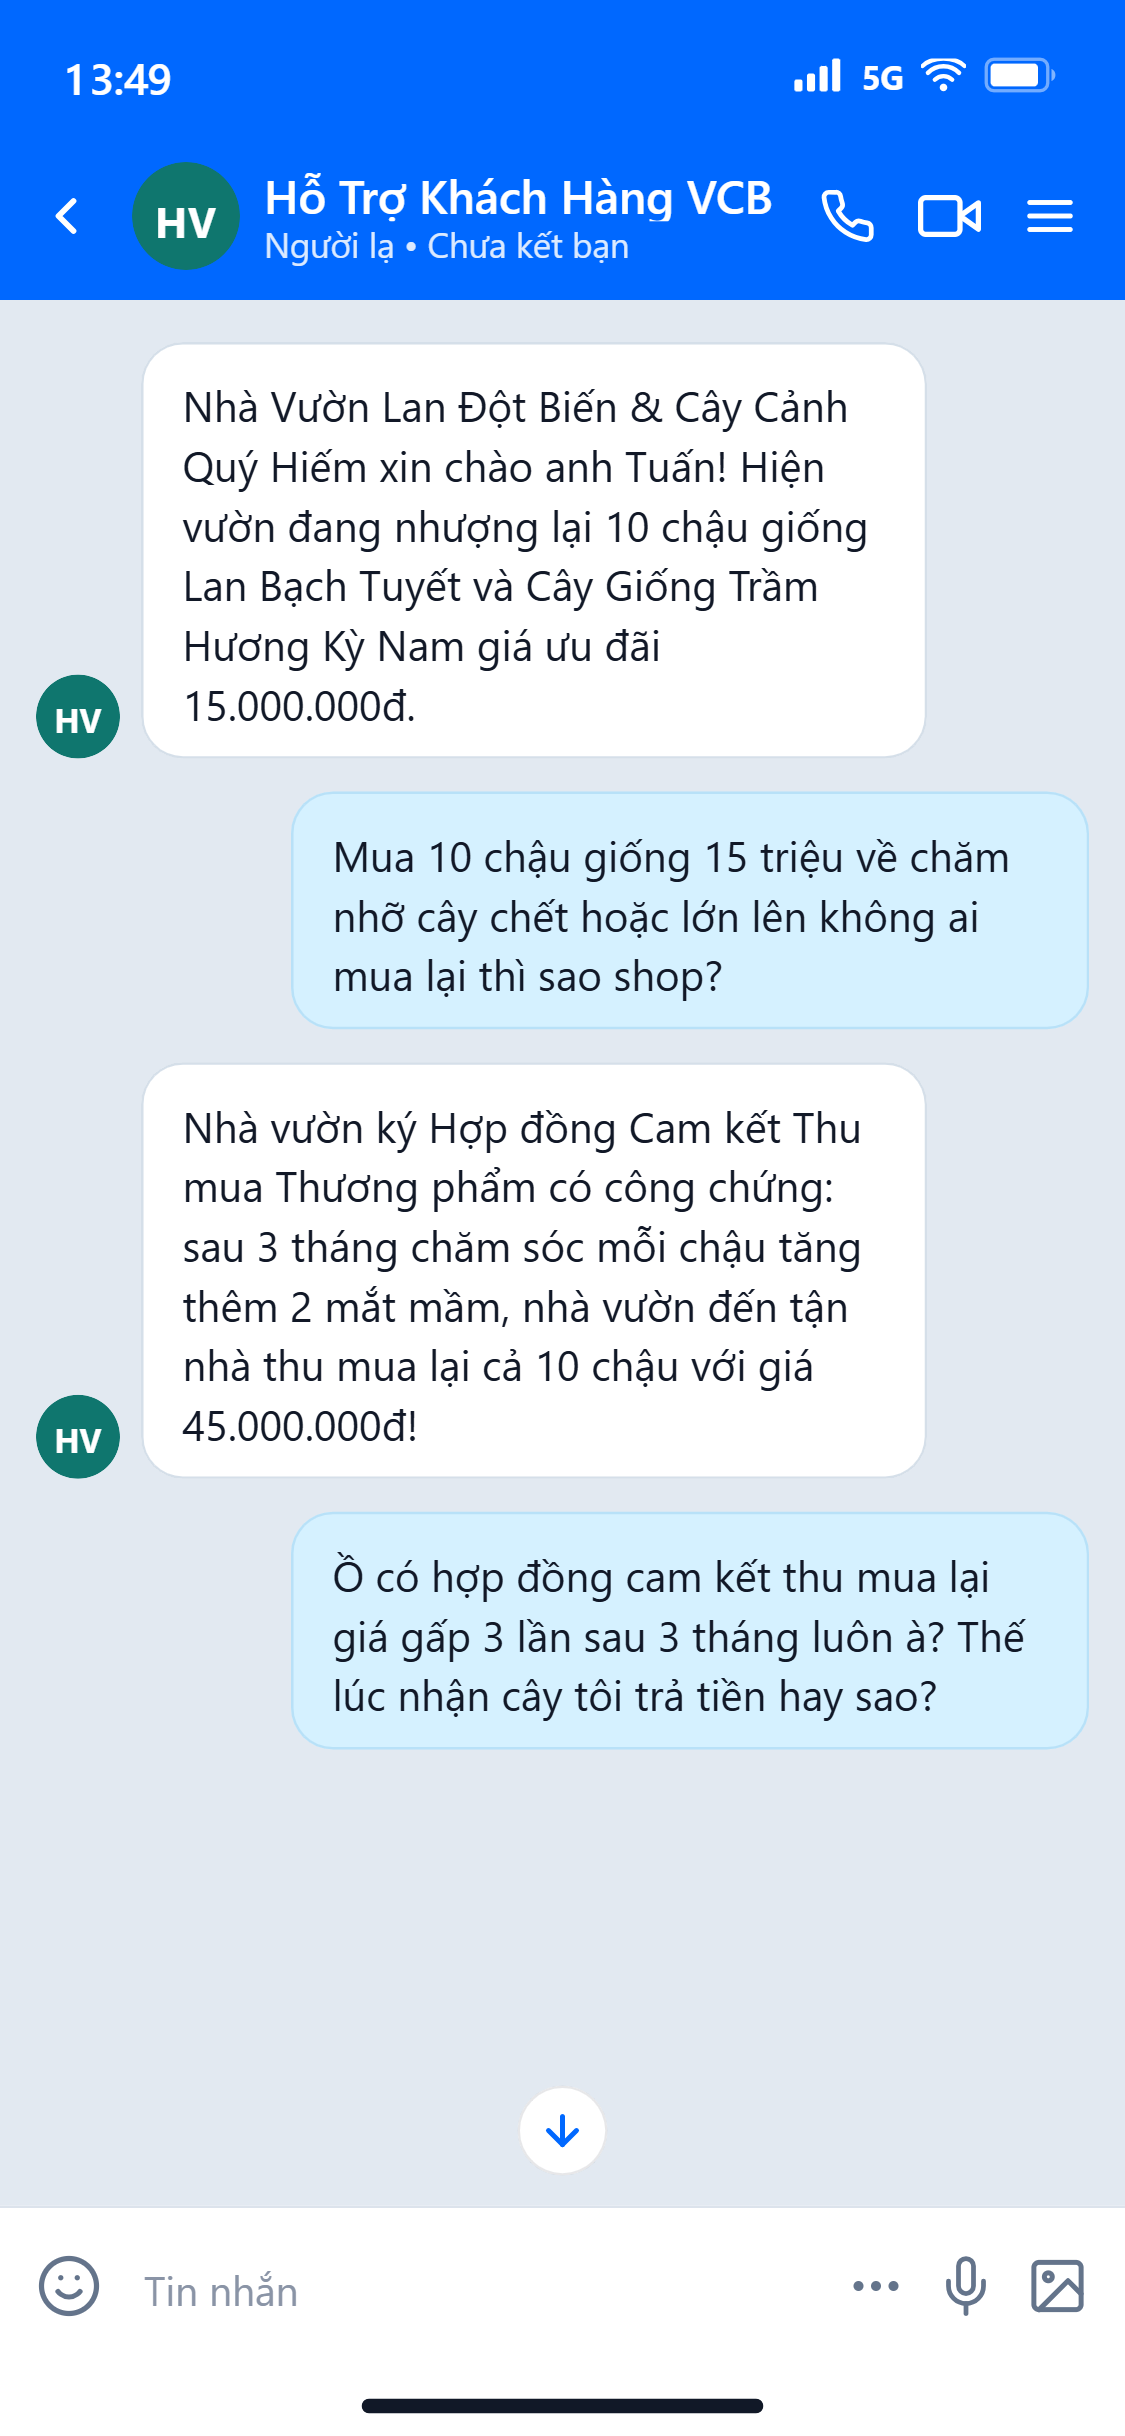 13:49
5G
HV
Hỗ Trợ Khách Hàng VCB
Người lạ • Chưa kết bạn
Nhà Vườn Lan Đột Biến & Cây Cảnh
Quý Hiếm xin chào anh Tuấn! Hiện
vườn đang nhượng lại 10 chậu giống
Lan Bạch Tuyết và Cây Giống Trầm
Hương Kỳ Nam giá ưu đãi
15.000.000đ.
HV
Mua 10 chậu giống 15 triệu về chăm
nhỡ cây chết hoặc lớn lên không ai
mua lại thì sao shop?
Nhà vườn ký Hợp đồng Cam kết Thu
mua Thương phẩm có công chứng:
sau 3 tháng chăm sóc mỗi chậu tăng
thêm 2 mắt mầm, nhà vườn đến tận
nhà thu mua lại cả 10 chậu với giá
45.000.000đ!
HV
Ồ có hợp đồng cam kết thu mua lại
giá gấp 3 lần sau 3 tháng luôn à? Thế
lúc nhận cây tôi trả tiền hay sao?
Tin nhắn